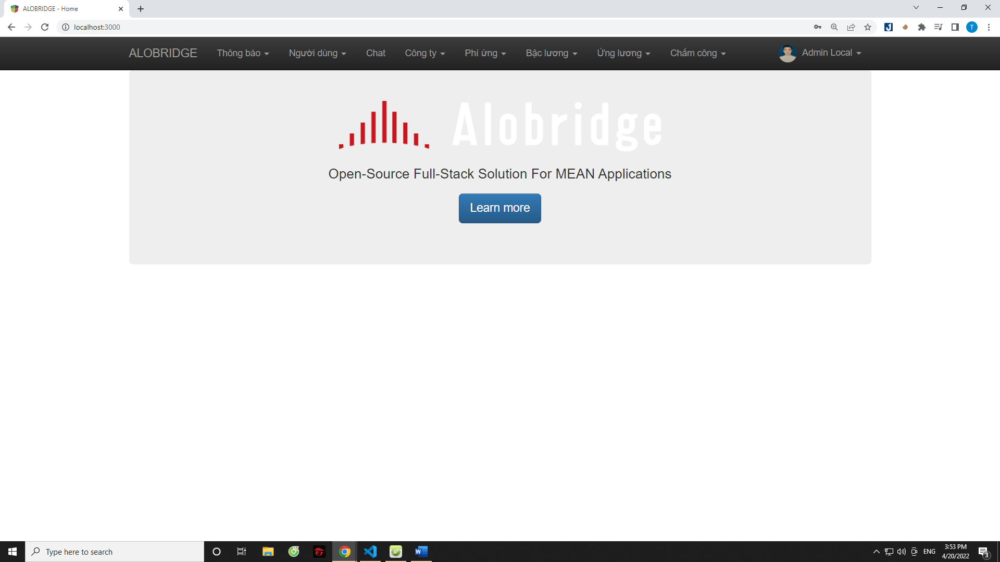 ALOBRIDGE - Home
localhost:3000
T
ALOBRIDGE Thông báo Người dùng Chat Công ty Phí ứng Bậc lương Ứng lương Chấm công Admin Local
Alobridge
Open-Source Full-Stack Solution For MEAN Applications
Learn more
Type here to search
ENG
3:53 PM
4/20/2022
3